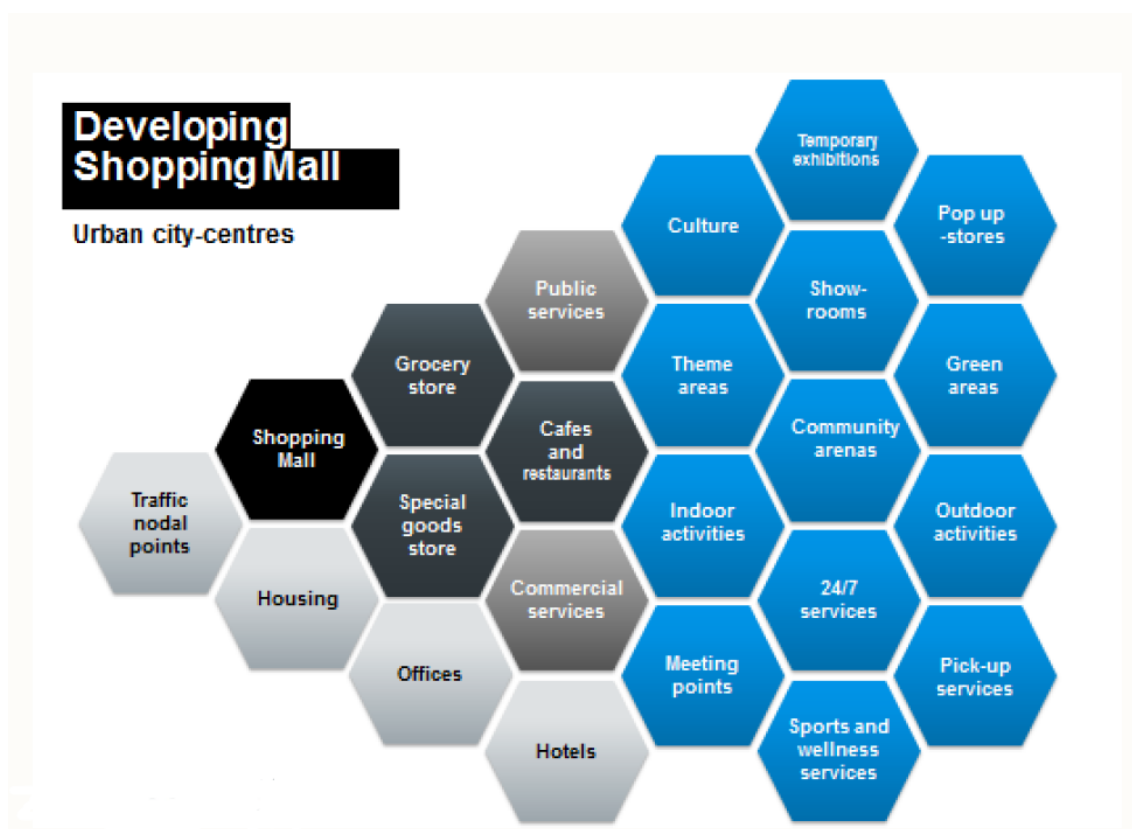 Developing
Shopping Mall
Urban city-centres
Temporary
exhibitions
Culture
Pop up
-stores
Public
services
Show-
rooms
Grocery
store
Theme
areas
Green
areas
Shopping
Mall
Cafes
and
restaurants
Community
arenas
Traffic
nodal
points
Special
goods
store
Indoor
activities
Outdoor
activities
Housing
Commercial
services
24/7
services
Offices
Meeting
points
Pick-up
services
Hotels
Sports and
wellness
services